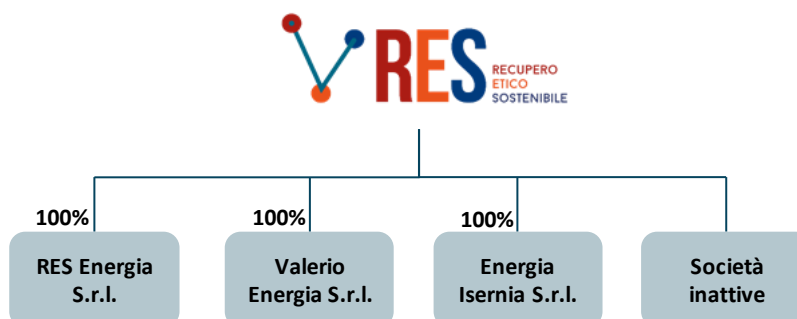 RES
RECUPERO
ETICO
SOSTENIBILE
100%
100%
100%
RES Energia
S.r.l.
Valerio
Energia S.r.l.
Energia
Isernia S.r.l.
Società
inattive